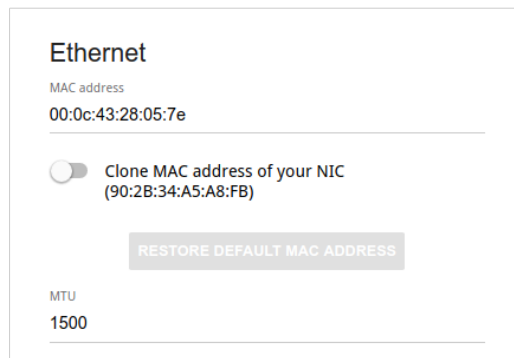 Ethernet
MAC address
00:0c:43:28:05:7e
Clone MAC address of your NIC
(90:2B:34:A5:A8:FB)
RESTORE DEFAULT MAC ADDRESS
MTU
1500